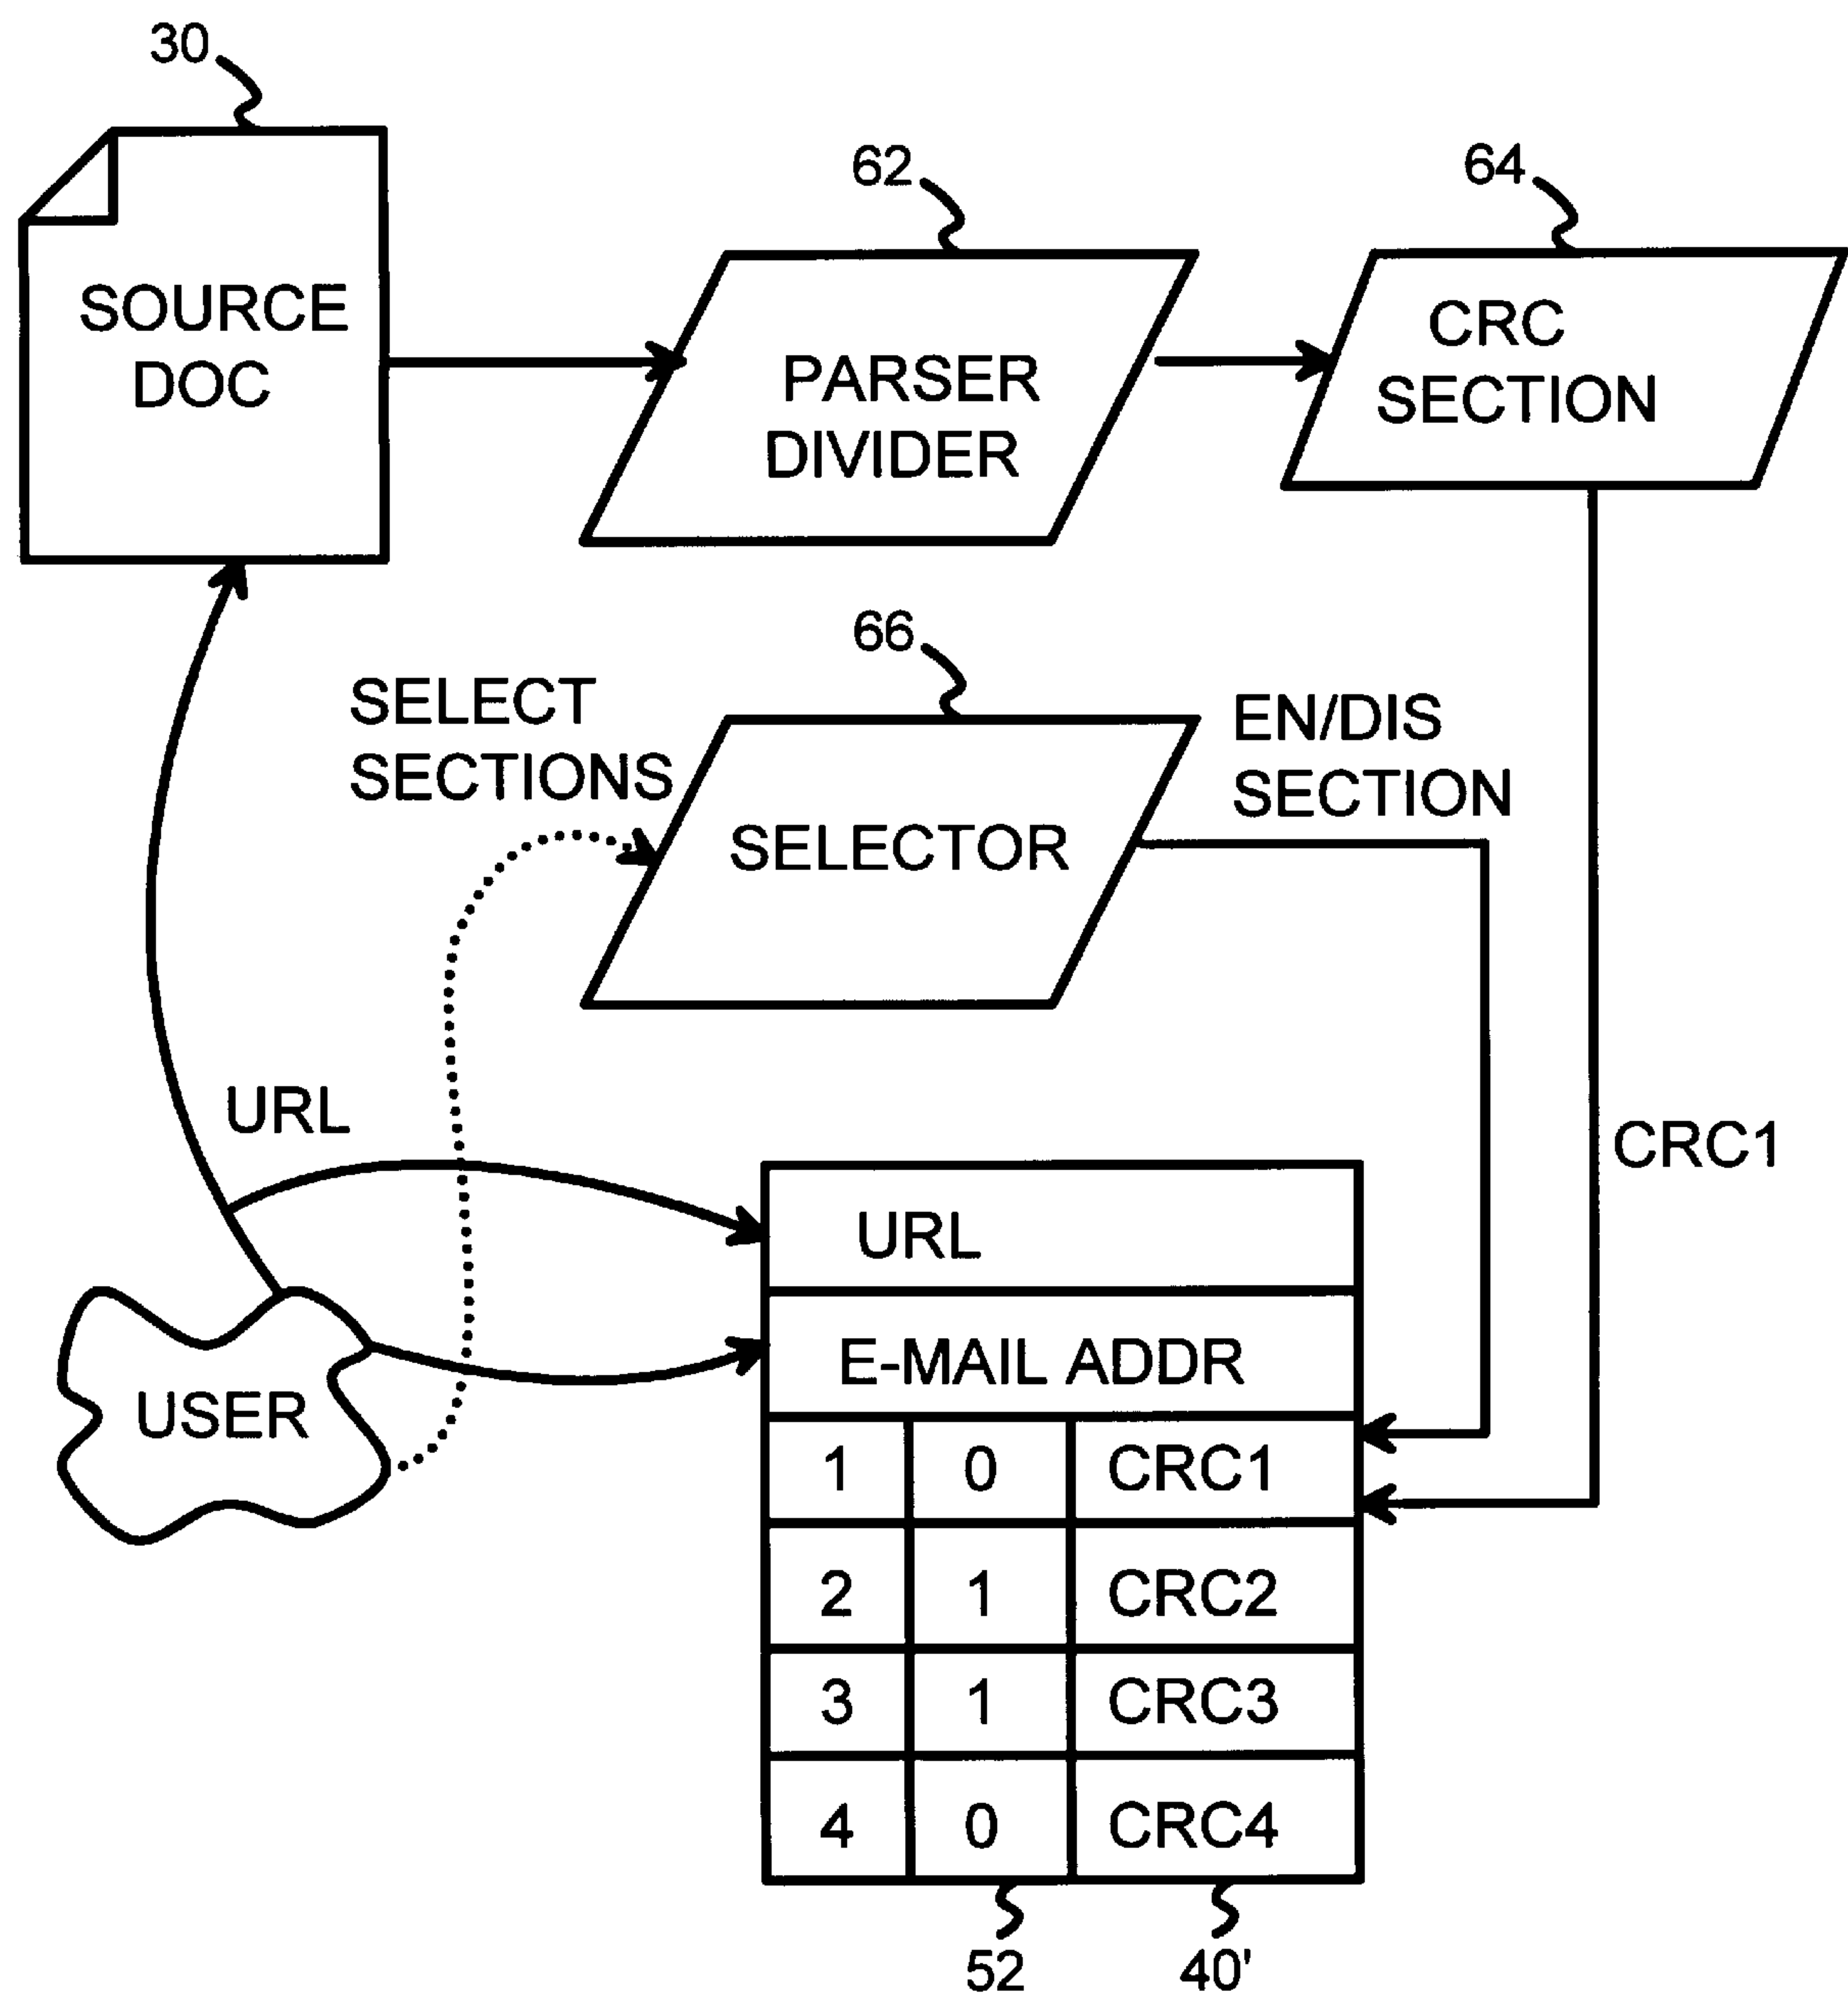 30
SOURCE
DOC
62
PARSER
DIVIDER
64
CRC
SECTION
66
SELECT
SECTIONS
SELECTOR
EN/DIS
SECTION
URL
CRC1
USER
URL
E-MAIL ADDR
1 0 CRC1
2 1 CRC2
3 1 CRC3
4 0 CRC4
52
40'